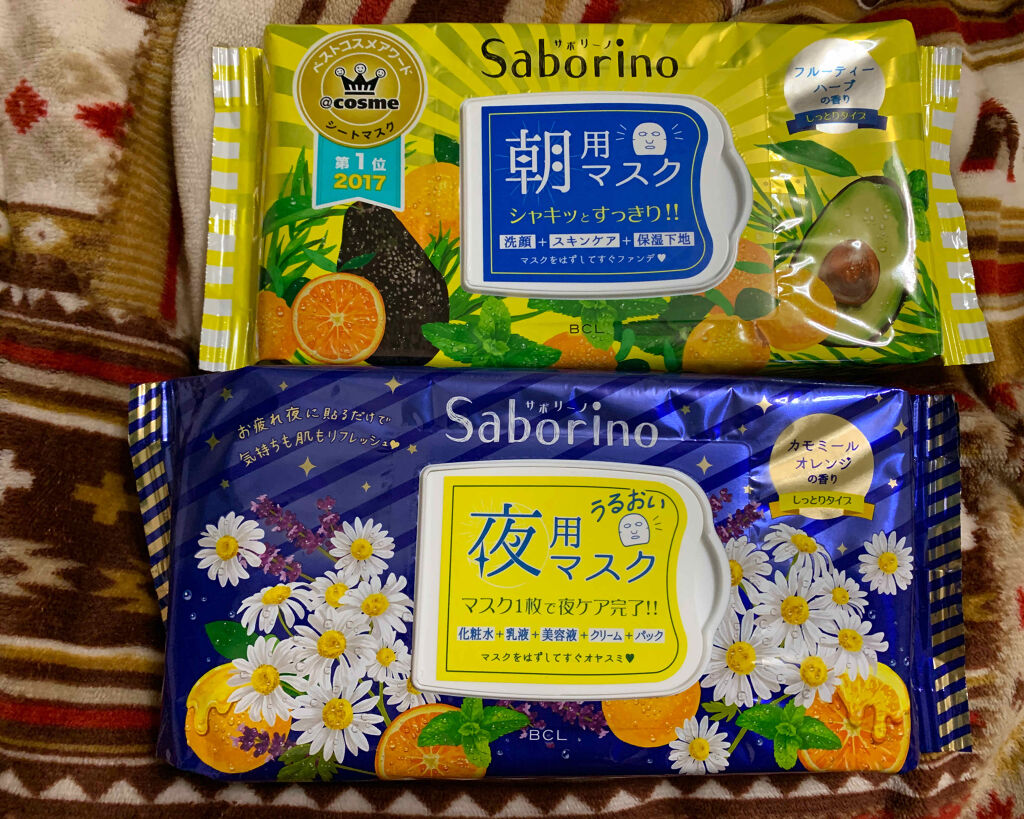 サボリーノ
Saborino
ベストコスメアワード
@cosme
シートマスク
第1位
2017
フルーティー
ハーブ
の香り
しっとりタイプ
朝用マスク
シャキッとすっきり!!
洗顔+スキンケア+保湿下地
マスクをはずしてすぐファンデ♥
BCL
お疲れ夜に貼るだけで
気持ちも肌もリフレッシュ♥
サボリーノ
Saborino
カモミール
オレンジ
の香り
しっとりタイプ
うるおい
夜用マスク
マスク1枚で夜ケア完了!!
化粧水+乳液+美容液+クリーム+パック
マスクをはずしてすぐオヤスミ♥
BCL